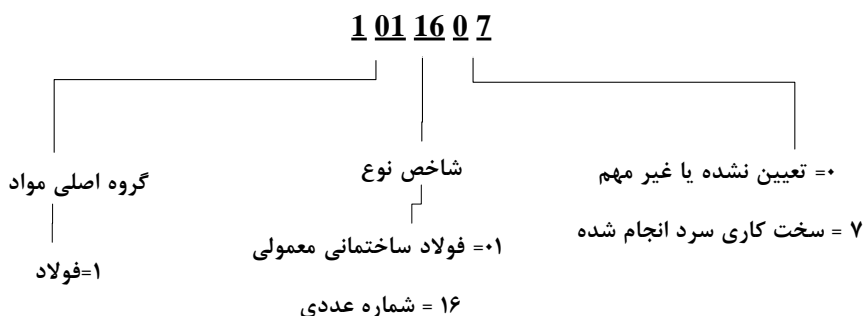 1 01 16 0 7
گروه اصلی مواد
۱=فولاد
شاخص نوع
۰۱= فولاد ساختمانی معمولی
۱۶ = شماره عددی
۰= تعیین نشده یا غیر مهم
۷ = سخت کاری سرد انجام شده